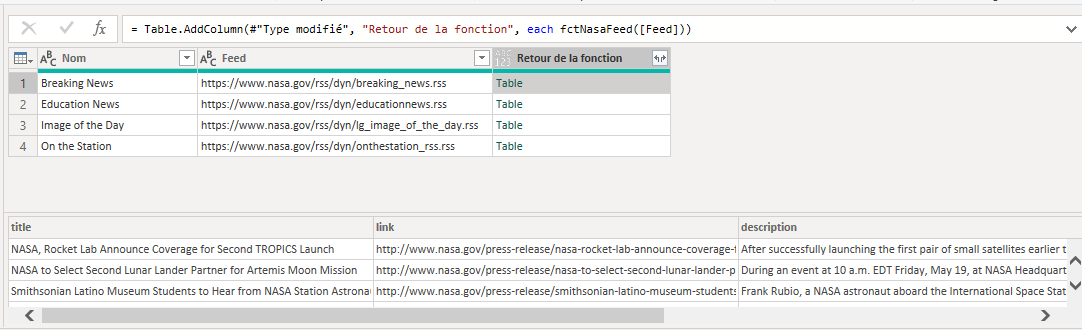 fx = Table.AddColumn(#"Type modifié", "Retour de la fonction", each fctNasaFeed([Feed]))
ABC Nom ABC Feed ABC 123 Retour de la fonction
1 Breaking News https://www.nasa.gov/rss/dyn/breaking_news.rss Table
2 Education News https://www.nasa.gov/rss/dyn/educationnews.rss Table
3 Image of the Day https://www.nasa.gov/rss/dyn/lg_image_of_the_day.rss Table
4 On the Station https://www.nasa.gov/rss/dyn/onthestation_rss.rss Table
title link description
NASA, Rocket Lab Announce Coverage for Second TROPICS Launch http://www.nasa.gov/press-release/nasa-rocket-lab-announce-coverage- After successfully launching the first pair of small satellites earlier t
NASA to Select Second Lunar Lander Partner for Artemis Moon Mission http://www.nasa.gov/press-release/nasa-to-select-second-lunar-lander-p During an event at 10 a.m. EDT Friday, May 19, at NASA Headquart
Smithsonian Latino Museum Students to Hear from NASA Station Astrona http://www.nasa.gov/press-release/smithsonian-latino-museum-students Frank Rubio, a NASA astronaut aboard the International Space Stat